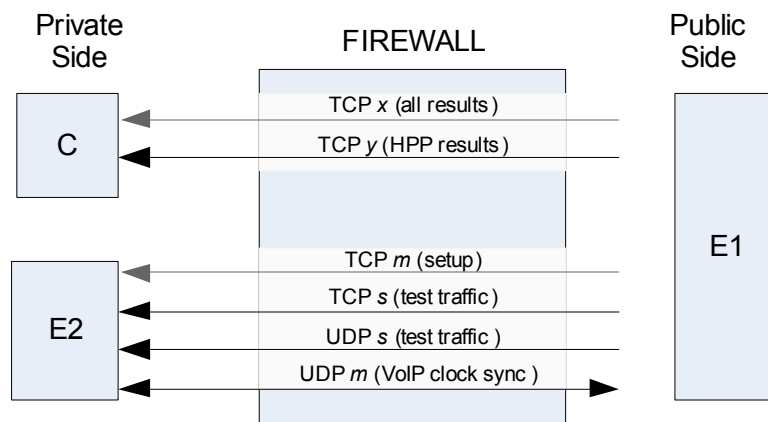 Private
Side
FIREWALL
Public
Side
TCP x (all results)
C
TCP y (HPP results)
E1
TCP m (setup)
TCP s (test traffic)
E2
UDP s (test traffic )
UDP m (VoIP clock sync )